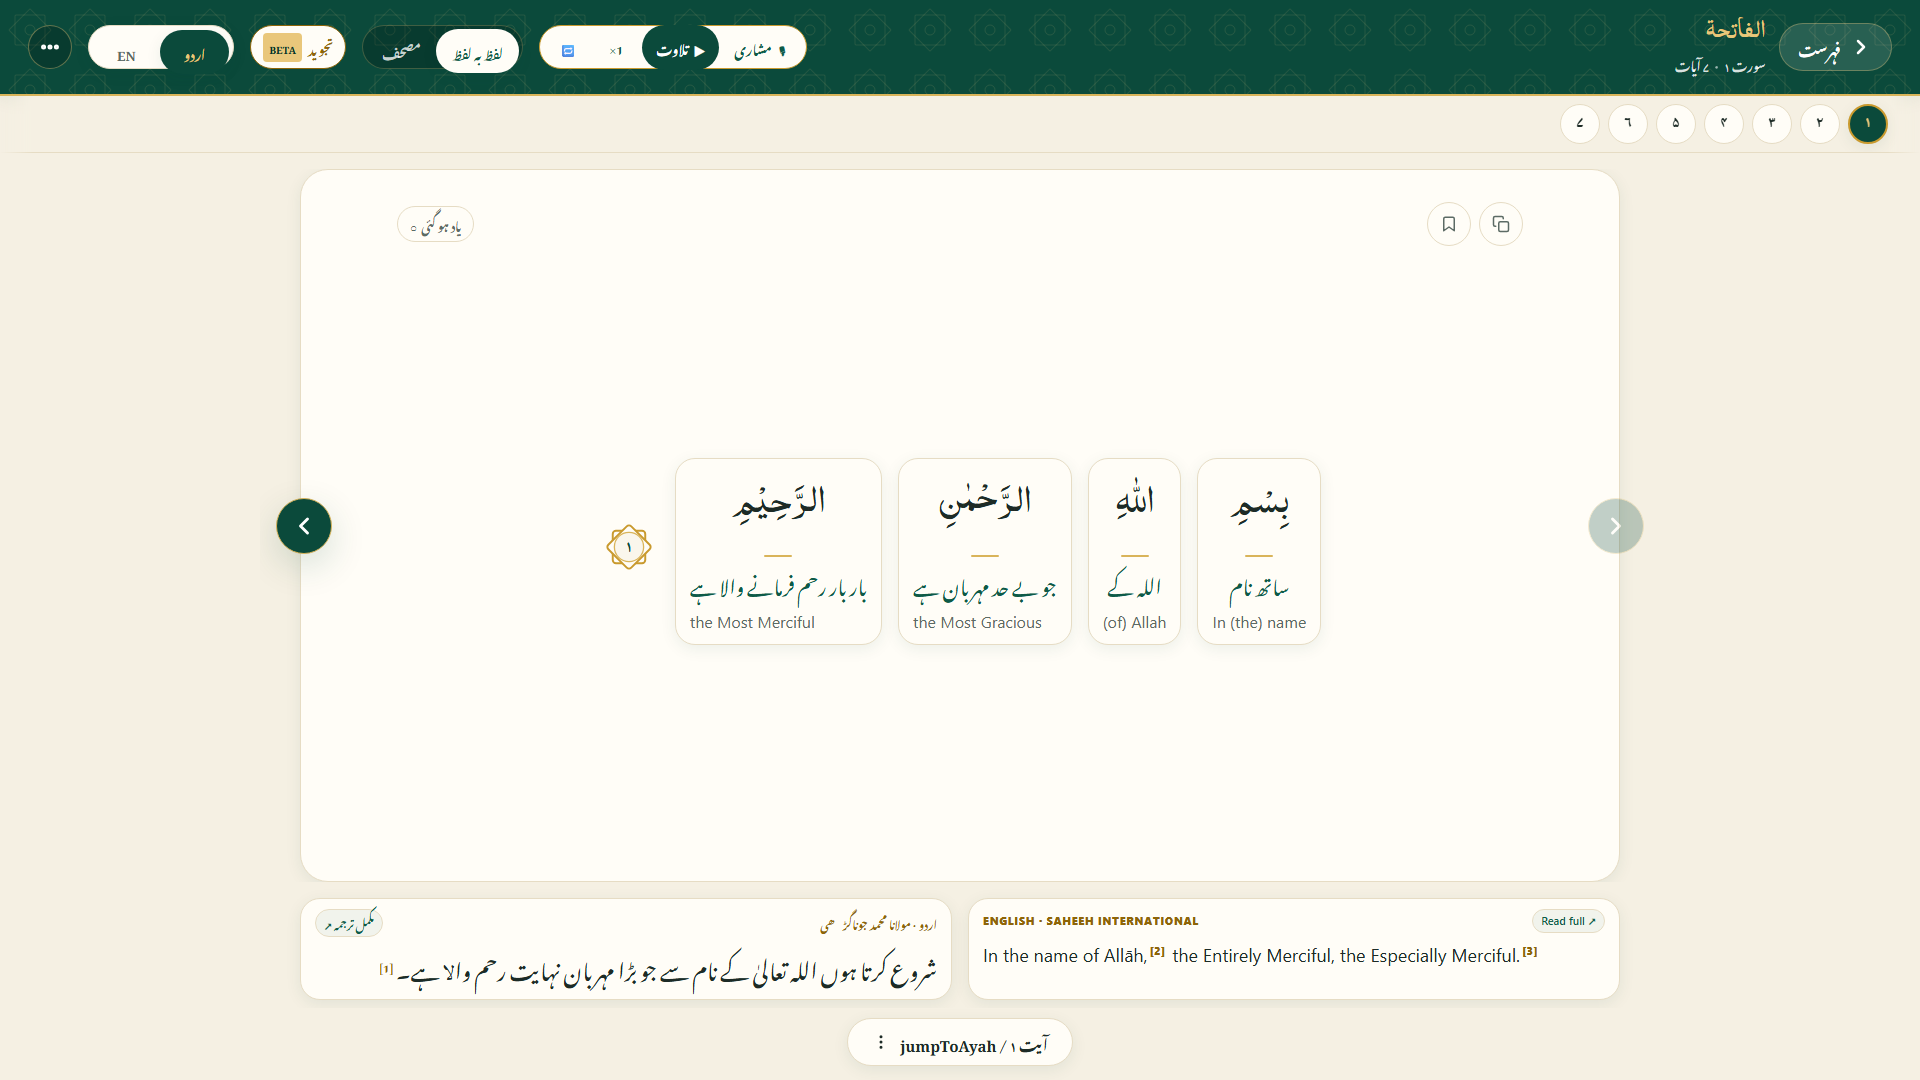 فہرست
الفاتحة
سورت ۱ · ۷ آیات
مشاری
تلاوت ▶
×1
لفظ بہ لفظ
مصحف
تجوید BETA
اردو
EN
۱ ۲ ۳ ۴ ۵ ٦ ۷
یاد ہو گئی ○
بِسْمِ اللّٰهِ الرَّحْمٰنِ الرَّحِيْمِ ۱
ساتھ نام اللہ کے جو بے حد مہربان ہے بار بار رحم فرمانے والا ہے
In (the) name (of) Allah the Most Gracious the Most Merciful
اردو · مولانا محمد جوناگڑھی
مکمل ترجمہ ↗
شروع کرتا ہوں اللہ تعالیٰ کے نام سے جو بڑا مہربان نہایت رحم والا ہے۔ [1]
ENGLISH · SAHEEH INTERNATIONAL
Read full ↗
In the name of Allāh,[2] the Entirely Merciful, the Especially Merciful.[3]
آیت ۱ / jumpToAyah